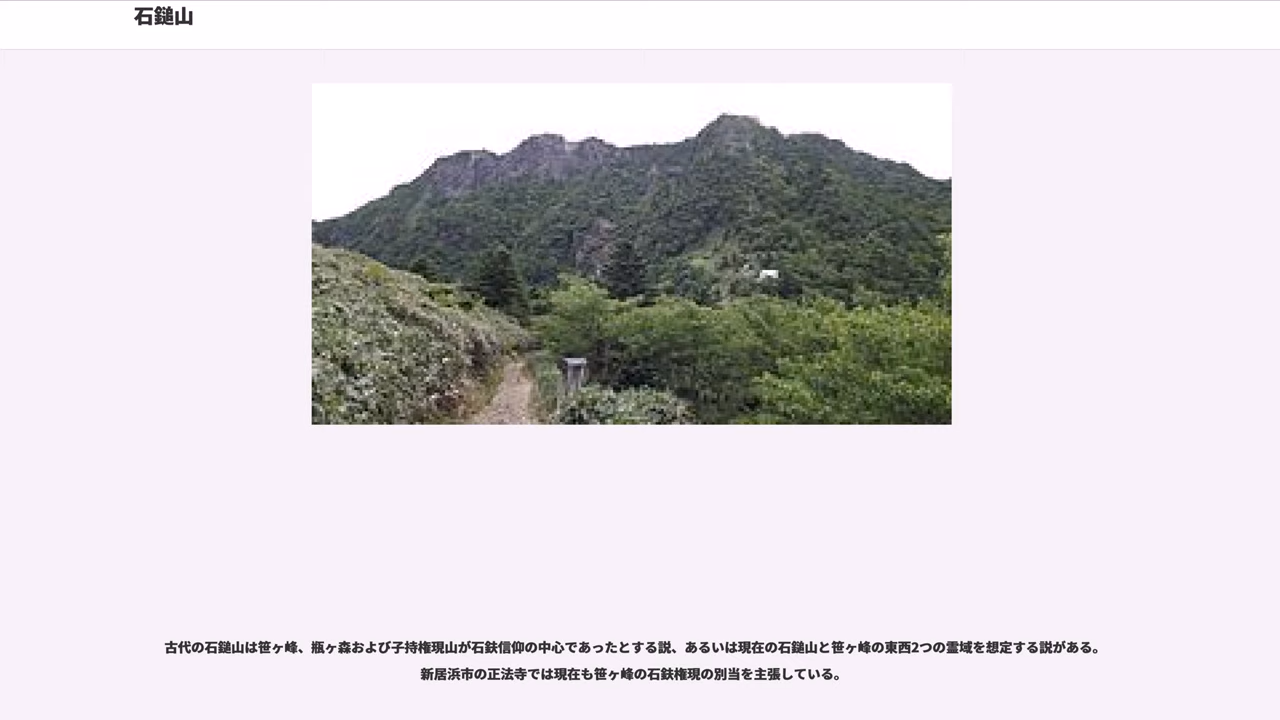 石鎚山
古代の石鎚山は笹ヶ峰、瓶ヶ森および子持権現山が石鈇信仰の中心であったとする説、あるいは現在の石鎚山と笹ヶ峰の東西2つの霊域を想定する説がある。
新居浜市の正法寺では現在も笹ヶ峰の石鈇権現の別当を主張している。